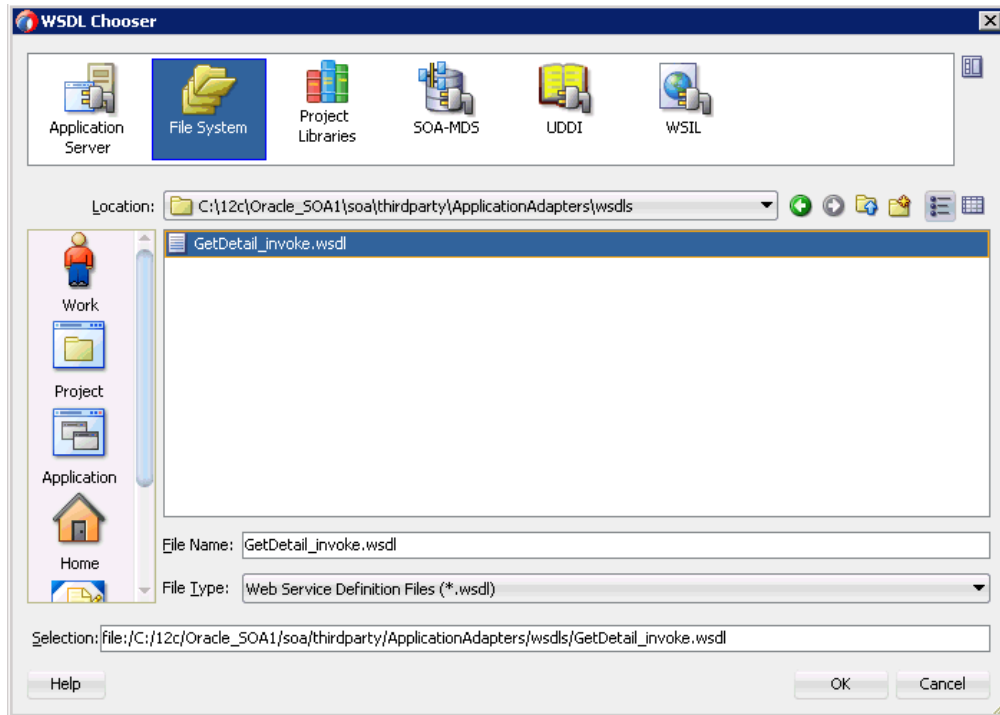 WSDL Chooser
Application Server
File System
Project Libraries
SOA-MDS
UDDI
WSIL
Location: C:\12c\Oracle_SOA1\soa\thirdparty\ApplicationAdapters\wsdls
GetDetail_invoke.wsdl
Work
Project
Application
Home
File Name: GetDetail_invoke.wsdl
File Type: Web Service Definition Files (*.wsdl)
Selection: file:/C:/12c/Oracle_SOA1/soa/thirdparty/ApplicationAdapters/wsdls/GetDetail_invoke.wsdl
Help
OK
Cancel